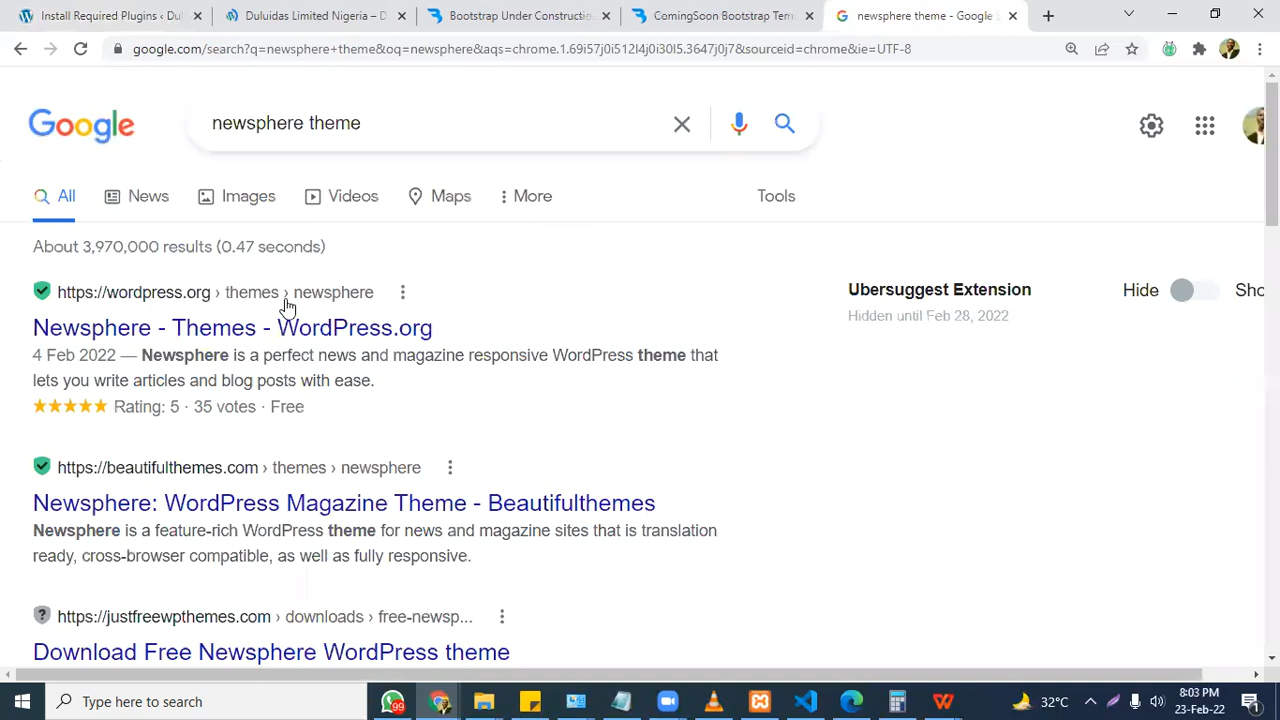 Install Required Plugins ‹ Dul
Duluidas Limited Nigeria – D
Bootstrap Under Constructi
ComingSoon Bootstrap Tem
newsphere theme - Google S
google.com/search?q=newsphere+theme&oq=newsphere&aqs=chrome.1.69i57j0i512l4j0i30l5.3647j0j7&sourceid=chrome&ie=UTF-8
Google
newsphere theme
All
News
Images
Videos
Maps
More
Tools
About 3,970,000 results (0.47 seconds)
https://wordpress.org › themes › newsphere
Newsphere - Themes - WordPress.org
4 Feb 2022 — Newsphere is a perfect news and magazine responsive WordPress theme that
lets you write articles and blog posts with ease.
Rating: 5 · 35 votes · Free
Ubersuggest Extension
Hide
Sho
Hidden until Feb 28, 2022
https://beautifulthemes.com › themes › newsphere
Newsphere: WordPress Magazine Theme - Beautifulthemes
Newsphere is a feature-rich WordPress theme for news and magazine sites that is translation
ready, cross-browser compatible, as well as fully responsive.
https://justfreewpthemes.com › downloads › free-newsp...
Download Free Newsphere WordPress theme
Type here to search
99
32°C
8:03 PM
23-Feb-22
1